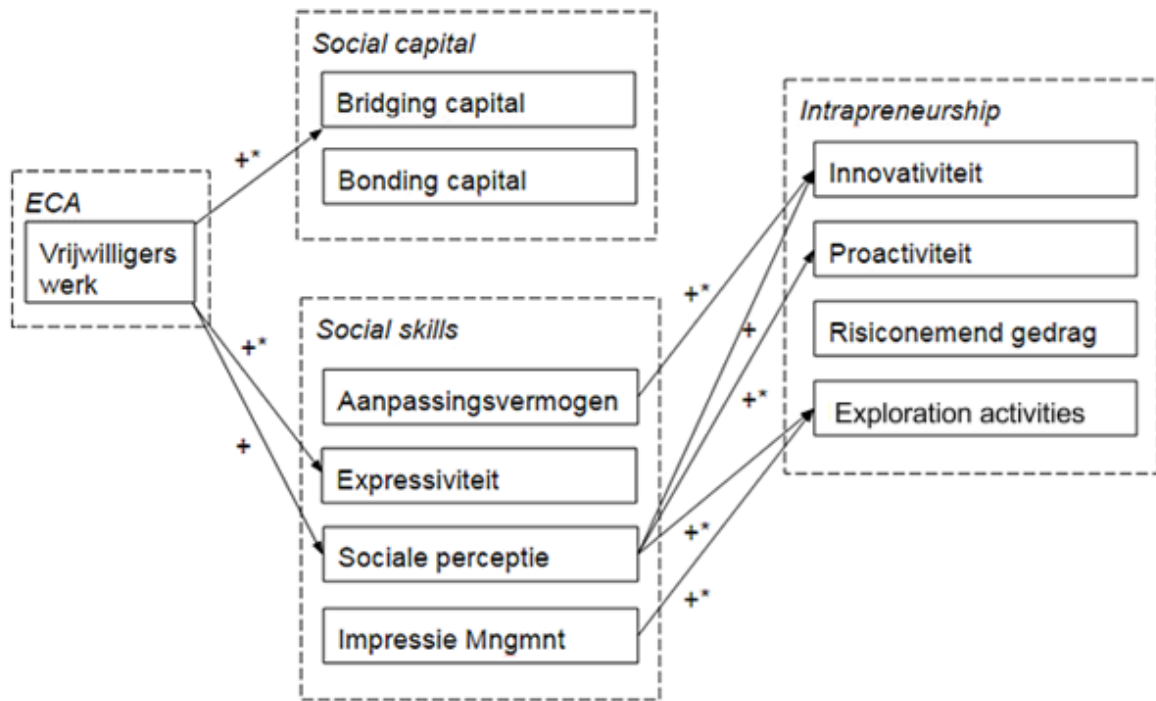 Social capital
Bridging capital
Bonding capital
+*
ECA
Vrijwilligers
werk
+*
+
Social skills
Aanpassingsvermogen
Expressiviteit
Sociale perceptie
Impressie Mngmnt
+*
+
+*
+*
+*
Intrapreneurship
Innovativiteit
Proactiviteit
Risiconemend gedrag
Exploration activities